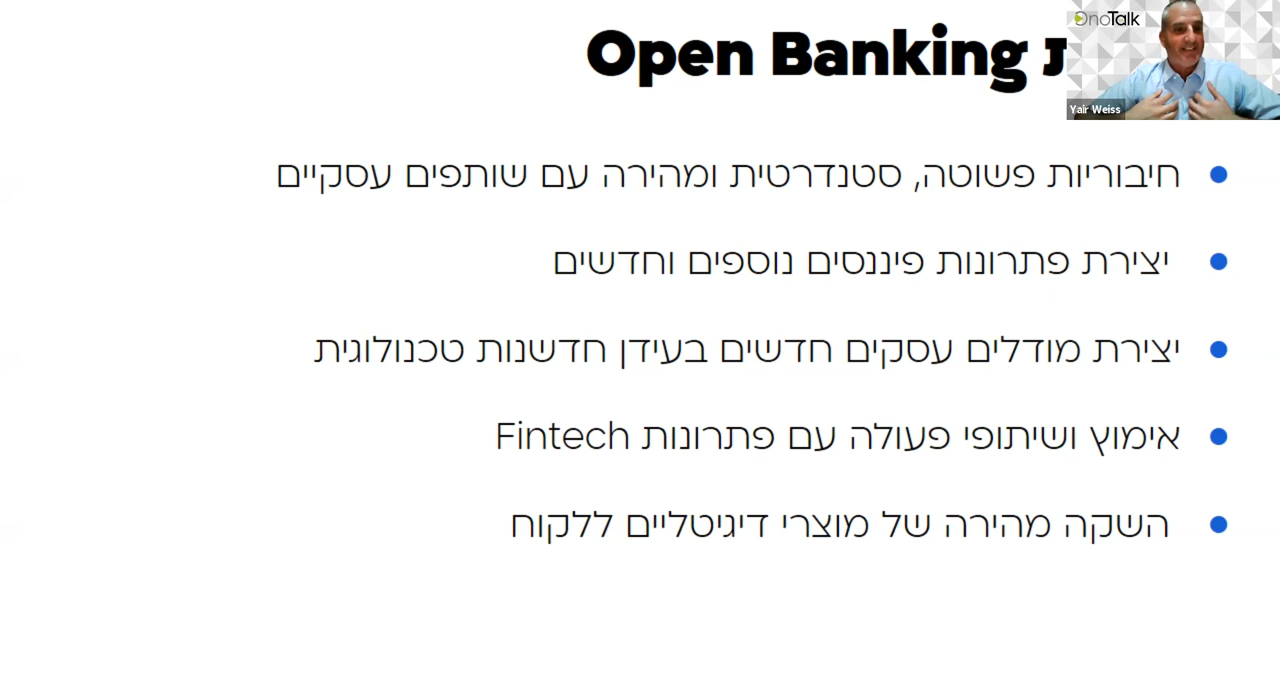 Open Banking
OnoTalk
Yair Weiss
חיבוריות פשוטה, סטנדרטית ומהירה עם שותפים עסקיים
יצירת פתרונות פיננסים נוספים וחדשים
יצירת מודלים עסקים חדשים בעידן חדשנות טכנולוגית
אימוץ ושיתופי פעולה עם פתרונות Fintech
השקה מהירה של מוצרי דיגיטליים ללקוח